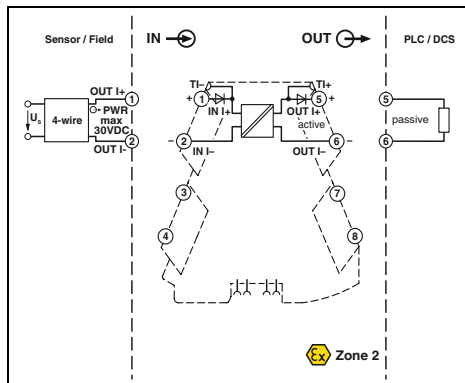 Sensor / Field
IN
OUT
PLC / DCS
OUT I+
1
PWR
max
30VDC
Us
4-wire
OUT I-
2
TI–
+
1
IN I+
TI+
5
+
OUT I+
active
–
2
IN I–
6
–
OUT I–
3
4
7
8
5
passive
6
Ex
Zone 2